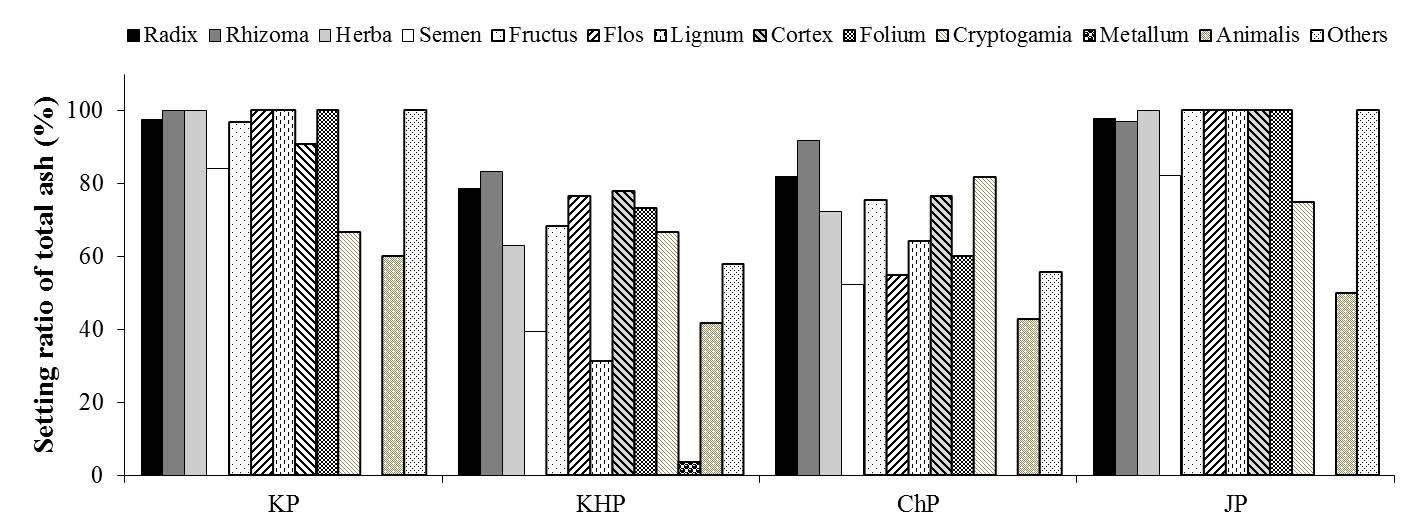 Radix Rhizoma Herba Semen Fructus Flos Lignum Cortex Folium Cryptogamia Metallum Animalis Others
Setting ratio of total ash (%)
100
80
60
40
20
0
KP KHP ChP JP